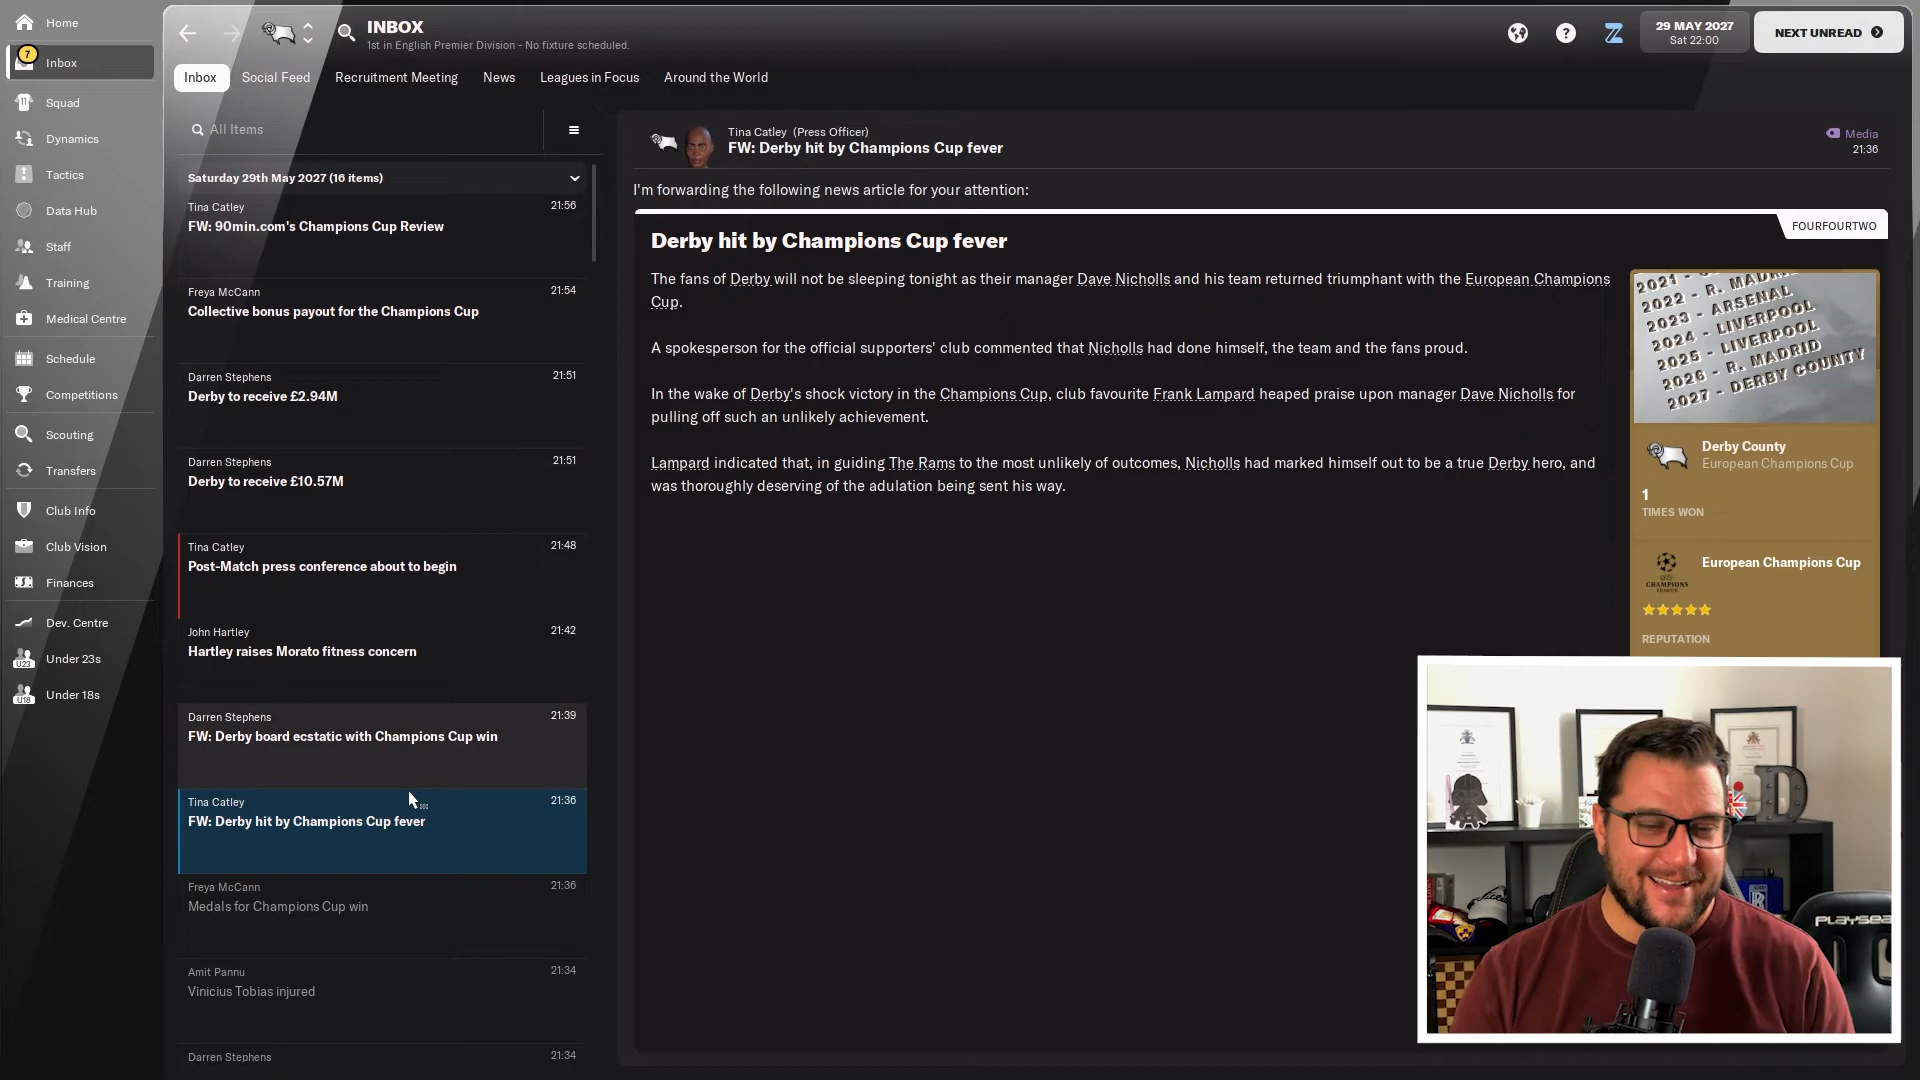 Home
7
Inbox
Squad
Dynamics
Tactics
Data Hub
Staff
Training
Medical Centre
Schedule
Competitions
Scouting
Transfers
Club Info
Club Vision
Finances
Dev. Centre
U23
Under 23s
U18
Under 18s
INBOX
1st in English Premier Division - No fixture scheduled.
29 MAY 2027
Sat 22:00
NEXT UNREAD
Inbox
Social Feed
Recruitment Meeting
News
Leagues in Focus
Around the World
All Items
Saturday 29th May 2027 (16 items)
Tina Catley 21:56
FW: 90min.com's Champions Cup Review
Freya McCann 21:54
Collective bonus payout for the Champions Cup
Darren Stephens 21:51
Derby to receive £2.94M
Darren Stephens 21:51
Derby to receive £10.57M
Tina Catley 21:48
Post-Match press conference about to begin
John Hartley 21:42
Hartley raises Morato fitness concern
Darren Stephens 21:39
FW: Derby board ecstatic with Champions Cup win
Tina Catley 21:36
FW: Derby hit by Champions Cup fever
Freya McCann 21:36
Medals for Champions Cup win
Amit Pannu 21:34
Vinicius Tobias injured
Darren Stephens 21:34
Tina Catley (Press Officer)
FW: Derby hit by Champions Cup fever
Media
21:36
I'm forwarding the following news article for your attention:
FOURFOURTWO
Derby hit by Champions Cup fever
The fans of Derby will not be sleeping tonight as their manager Dave Nicholls and his team returned triumphant with the European Champions
Cup.
A spokesperson for the official supporters' club commented that Nicholls had done himself, the team and the fans proud.
In the wake of Derby's shock victory in the Champions Cup, club favourite Frank Lampard heaped praise upon manager Dave Nicholls for
pulling off such an unlikely achievement.
Lampard indicated that, in guiding The Rams to the most unlikely of outcomes, Nicholls had marked himself out to be a true Derby hero, and
was thoroughly deserving of the adulation being sent his way.
2021 -
2022 - R. MADRID
2023 - ARSENAL
2024 - LIVERPOOL
2025 - LIVERPOOL
2026 - R. MADRID
2027 - DERBY COUNTY
Derby County
European Champions Cup
1
TIMES WON
CHAMPIONS
LEAGUE
European Champions Cup
REPUTATION
D
PLAYSEA